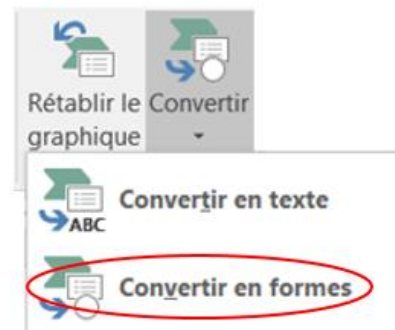 Rétablir le Convertir
graphique
Convertir en texte
ABC
Convertir en formes